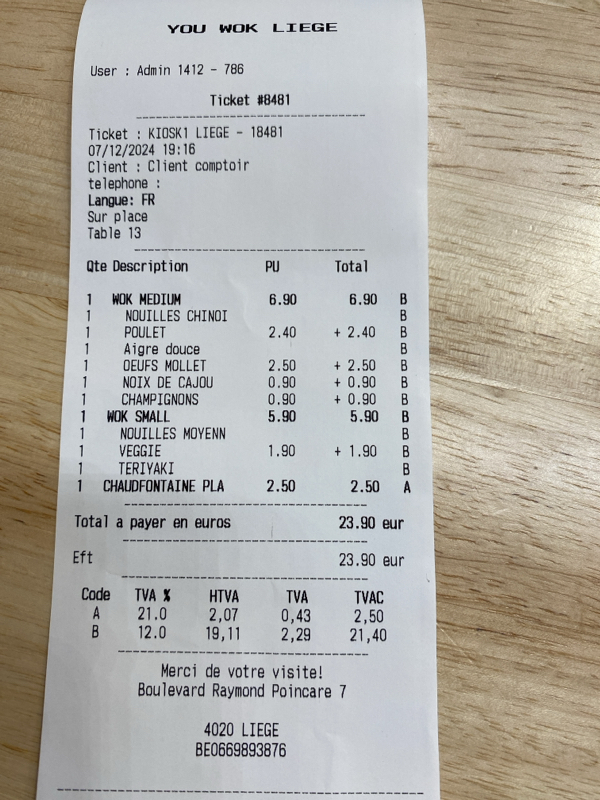 YOU WOK LIEGE
User : Admin 1412 - 786
Ticket #8481
Ticket : KIOSK1 LIEGE - 18481
07/12/2024 19:16
Client : Client comptoir
telephone :
Langue: FR
Sur place
Table 13
Qte Description PU Total
1 WOK MEDIUM 6.90 6.90 B
1 NOUILLES CHINOI B
1 POULET 2.40 + 2.40 B
1 Aigre douce B
1 OEUFS MOLLET 2.50 + 2.50 B
1 NOIX DE CAJOU 0.90 + 0.90 B
1 CHAMPIGNONS 0.90 + 0.90 B
1 WOK SMALL 5.90 5.90 B
1 NOUILLES MOYENN B
1 VEGGIE 1.90 + 1.90 B
1 TERIYAKI B
1 CHAUDFONTAINE PLA 2.50 2.50 A
Total a payer en euros 23.90 eur
Eft 23.90 eur
Code TVA % HTVA TVA TVAC
A 21.0 2,07 0,43 2,50
B 12.0 19,11 2,29 21,40
Merci de votre visite!
Boulevard Raymond Poincare 7
4020 LIEGE
BE0669893876